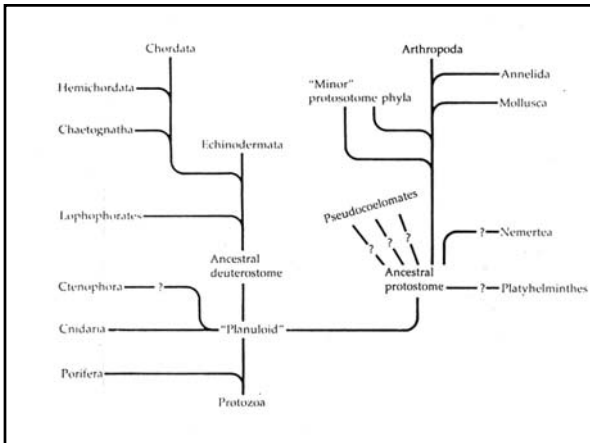 Chordata
Arthropoda
Annelida
Hemichordata
"Minor"
protosotome phyla
Mollusca
Chaetognatha
Echinodermata
Pseudocoelomates
Lophophorates
? ? ?
? Nemertea
Ancestral
deuterostome
Ancestral
protostome
Ctenophora ?
? Platyhelminthes
Cnidaria
"Planuloid"
Porifera
Protozoa